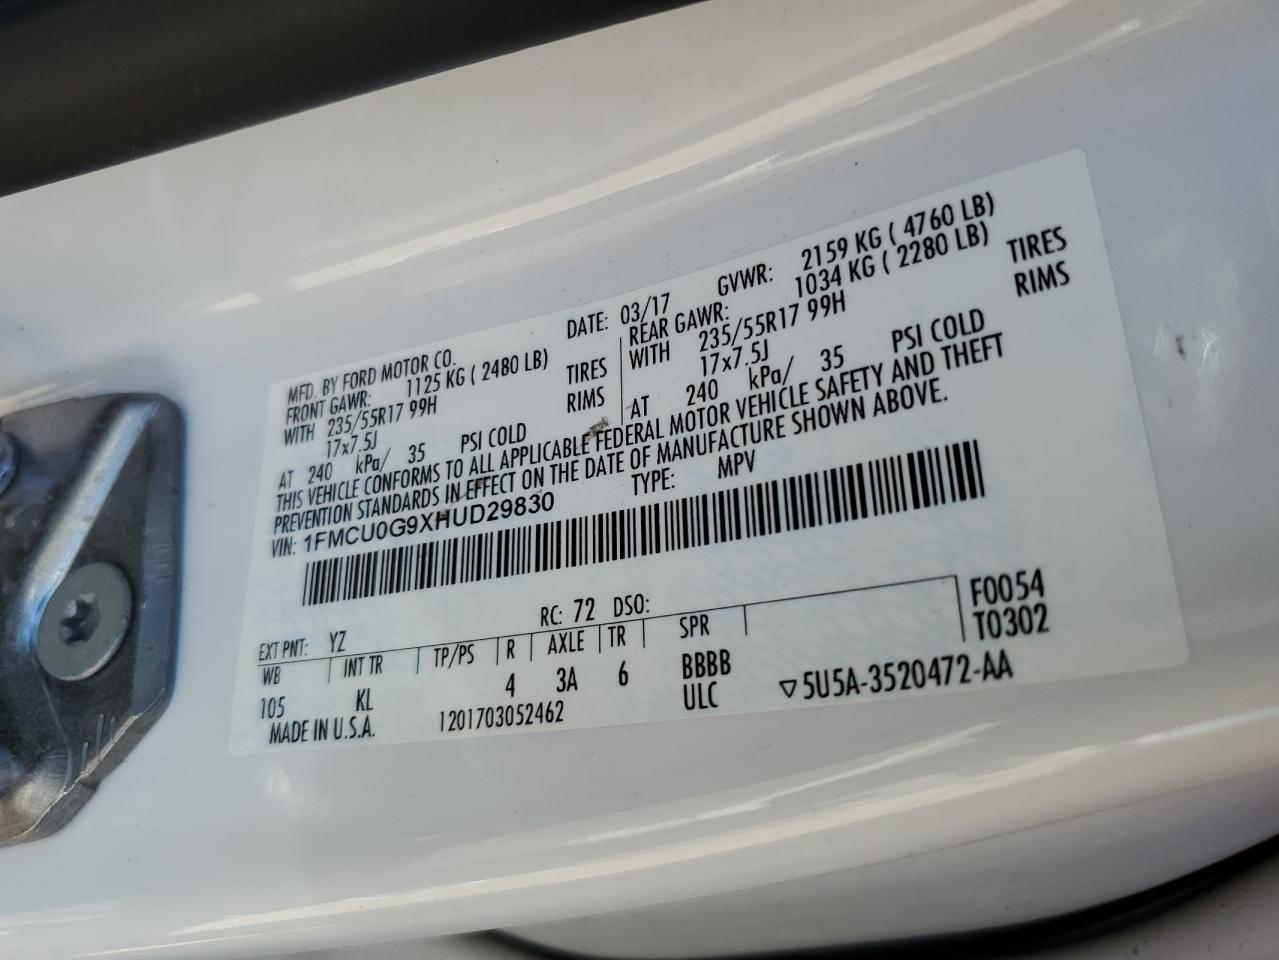 MFD. BY FORD MOTOR CO.
DATE: 03/17 GVWR: 2159 KG ( 4760 LB)
FRONT GAWR: 1125 KG ( 2480 LB) REAR GAWR: 1034 KG ( 2280 LB)
WITH 235/55R17 99H TIRES WITH 235/55R17 99H TIRES
17x7.5J RIMS 17x7.5J RIMS
AT 240 kPa/ 35 PSI COLD AT 240 kPa/ 35 PSI COLD
THIS VEHICLE CONFORMS TO ALL APPLICABLE FEDERAL MOTOR VEHICLE SAFETY AND THEFT
PREVENTION STANDARDS IN EFFECT ON THE DATE OF MANUFACTURE SHOWN ABOVE.
VIN: 1FMCU0G9XHUD29830 TYPE: MPV
EXT PNT: YZ RC: 72 DSO: F0054
WB INT TR TP/PS R AXLE TR SPR T0302
105 KL 4 3A 6 BBBB
MADE IN U.S.A. 1201703052462 ULC ▽5U5A-3520472-AA